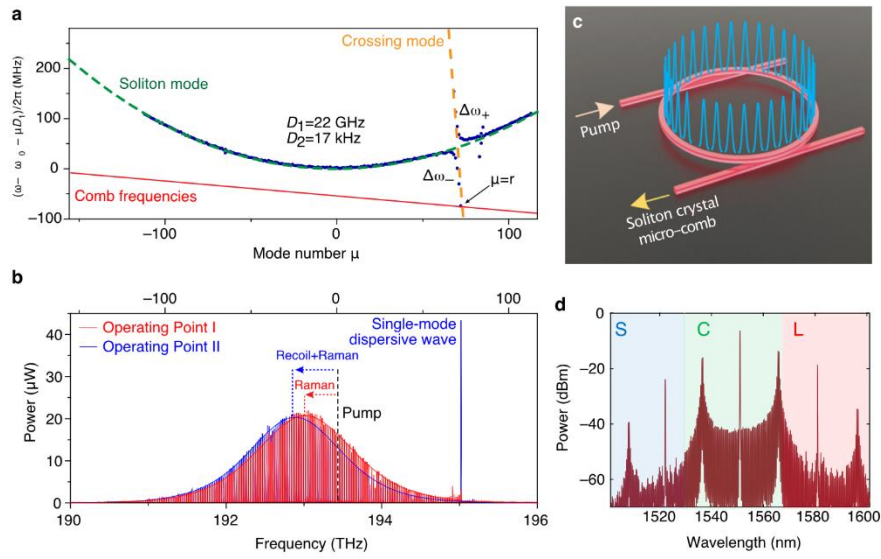 a
(ω− ω₀ − μD₁)/2π (MHz)
200
100
0
−100
Soliton mode
Crossing mode
Δω₊
D₁=22 GHz
D₂=17 kHz
Δω₋
μ=r
Comb frequencies
−100
0
100
Mode number μ
b
−100
0
100
Power (μW)
40
30
20
10
0
Operating Point I
Operating Point II
Single-mode
dispersive wave
Recoil+Raman
Raman
Pump
190
192
194
196
Frequency (THz)
c
Pump
Soliton crystal
micro-comb
d
Power (dBm)
0
−20
−40
−60
S
C
L
1520
1540
1560
1580
1600
Wavelength (nm)